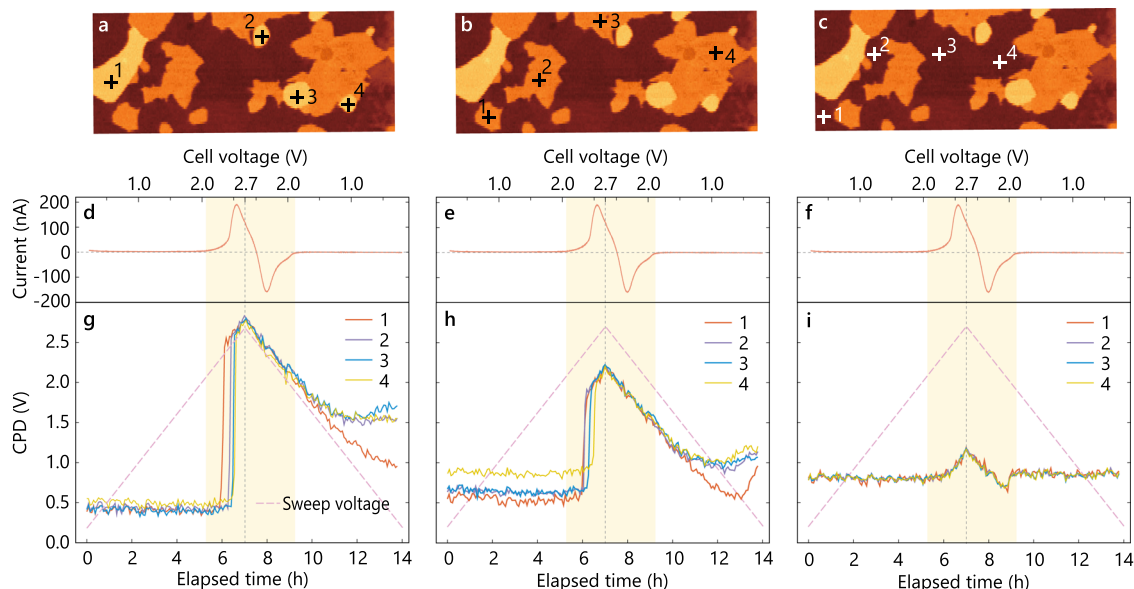 a 1 2 3 4
b 1 2 3 4
c 1 2 3 4
Cell voltage (V) Cell voltage (V) Cell voltage (V)
1.0 2.0 2.7 2.0 1.0 1.0 2.0 2.7 2.0 1.0 1.0 2.0 2.7 2.0 1.0
d e f
Current (nA)
200
100
0
-100
200
g h i
CPD (V)
2.5
2.0
1.5
1.0
0.5
0.0
1 1 1
2 2 2
3 3 3
4 4 4
Sweep voltage
0 2 4 6 8 10 12 14 0 2 4 6 8 10 12 14 0 2 4 6 8 10 12 14
Elapsed time (h) Elapsed time (h) Elapsed time (h)